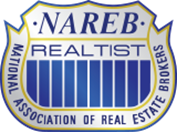 ·NAREB·
REALTIST
NATIONAL ASSOCIATION OF REAL ESTATE BROKERS